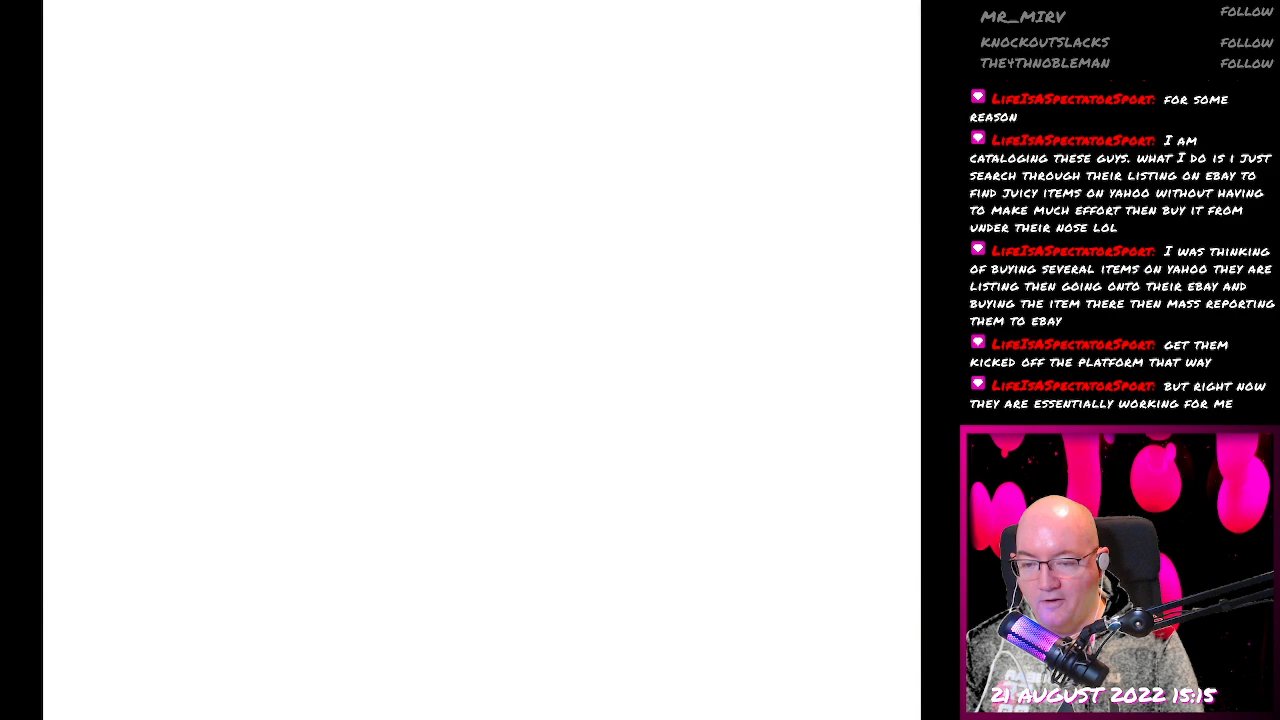 MR_MIRV FOLLOW
KNOCKOUTSLACKS FOLLOW
THE4THNOBLEMAN FOLLOW
LifeIsASpectatorSport: for some
reason
LifeIsASpectatorSport: I am
cataloging these guys. what I do is i just
search through their listing on ebay to
find juicy items on yahoo without having
to make much effort then buy it from
under their nose lol
LifeIsASpectatorSport: I was thinking
of buying several items on yahoo they are
listing then going onto their ebay and
buying the item there then mass reporting
them to ebay
LifeIsASpectatorSport: get them
kicked off the platform that way
LifeIsASpectatorSport: but right now
they are essentially working for me
21 AUGUST 2022 15:15